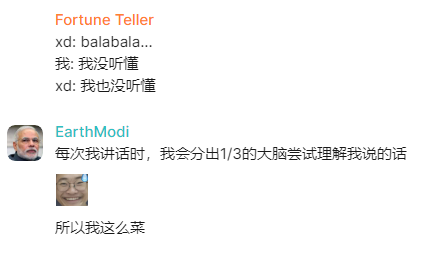 Fortune Teller
xd: balabala...
我: 我没听懂
xd: 我也没听懂
EarthModi
每次我讲话时，我会分出1/3的大脑尝试理解我说的话
所以我这么菜